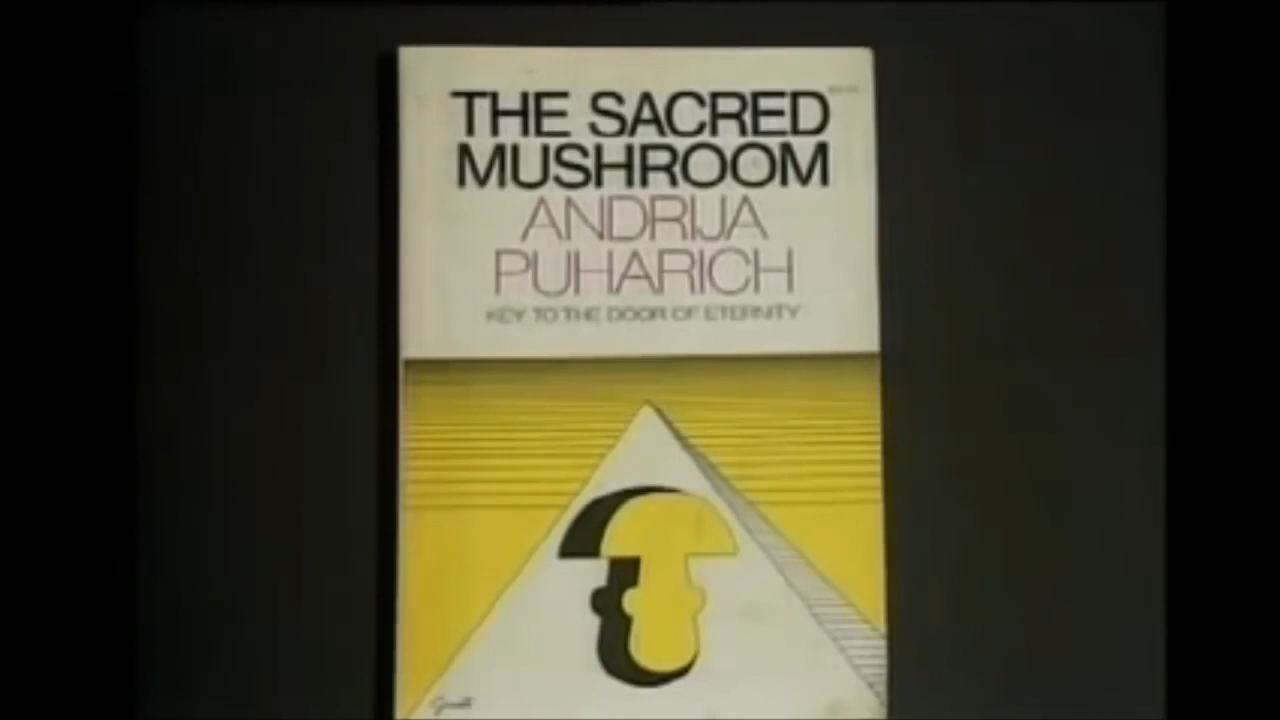 THE SACRED
MUSHROOM
ANDRIJA
PUHARICH
KEY TO THE DOOR OF ETERNITY